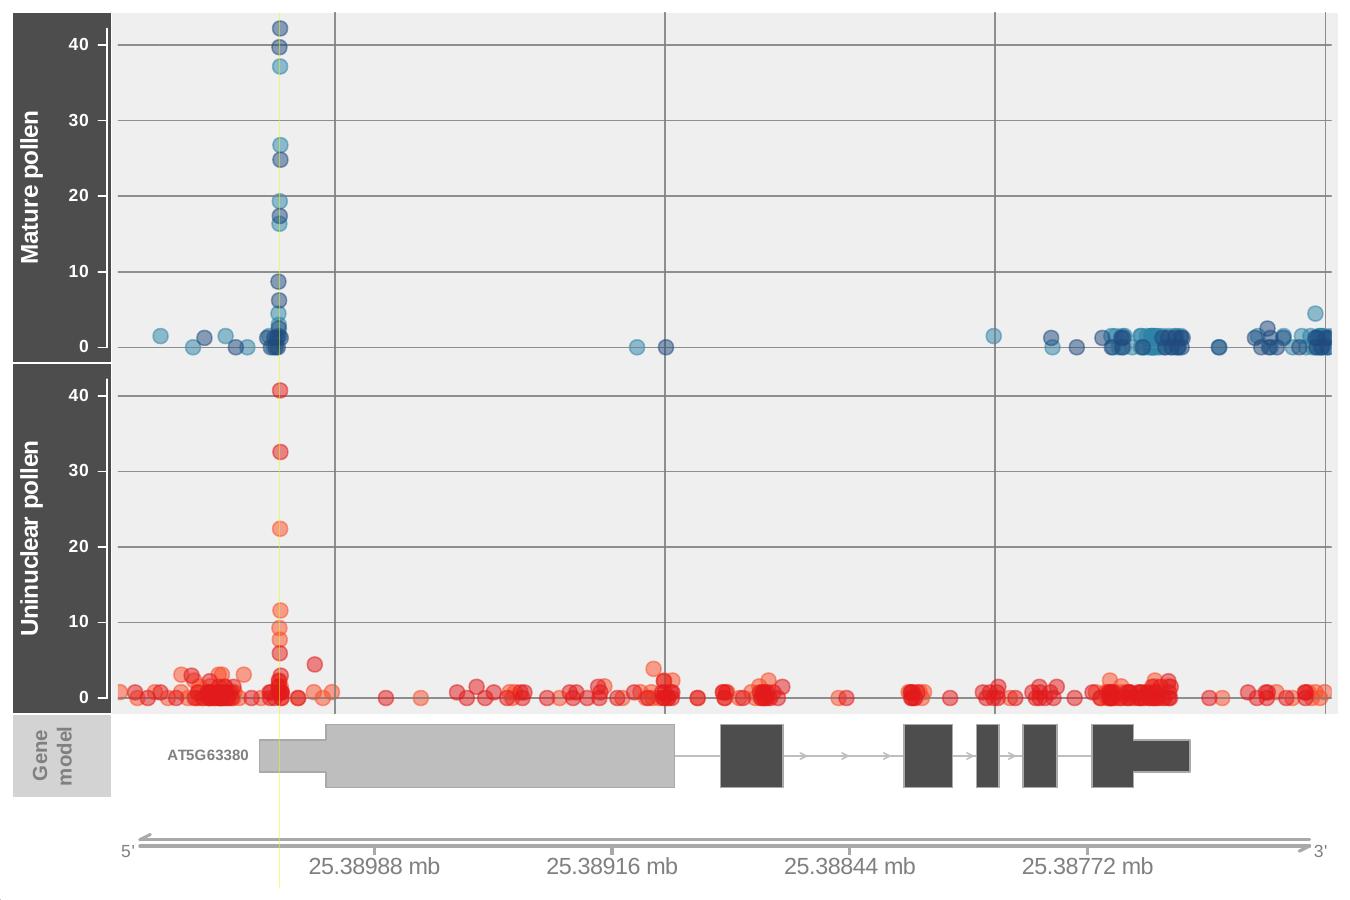 Mature pollen
40
30
20
10
0
Uninuclear pollen
40
30
20
10
0
Gene
model
AT5G63380
5'
3'
25.38988 mb
25.38916 mb
25.38844 mb
25.38772 mb